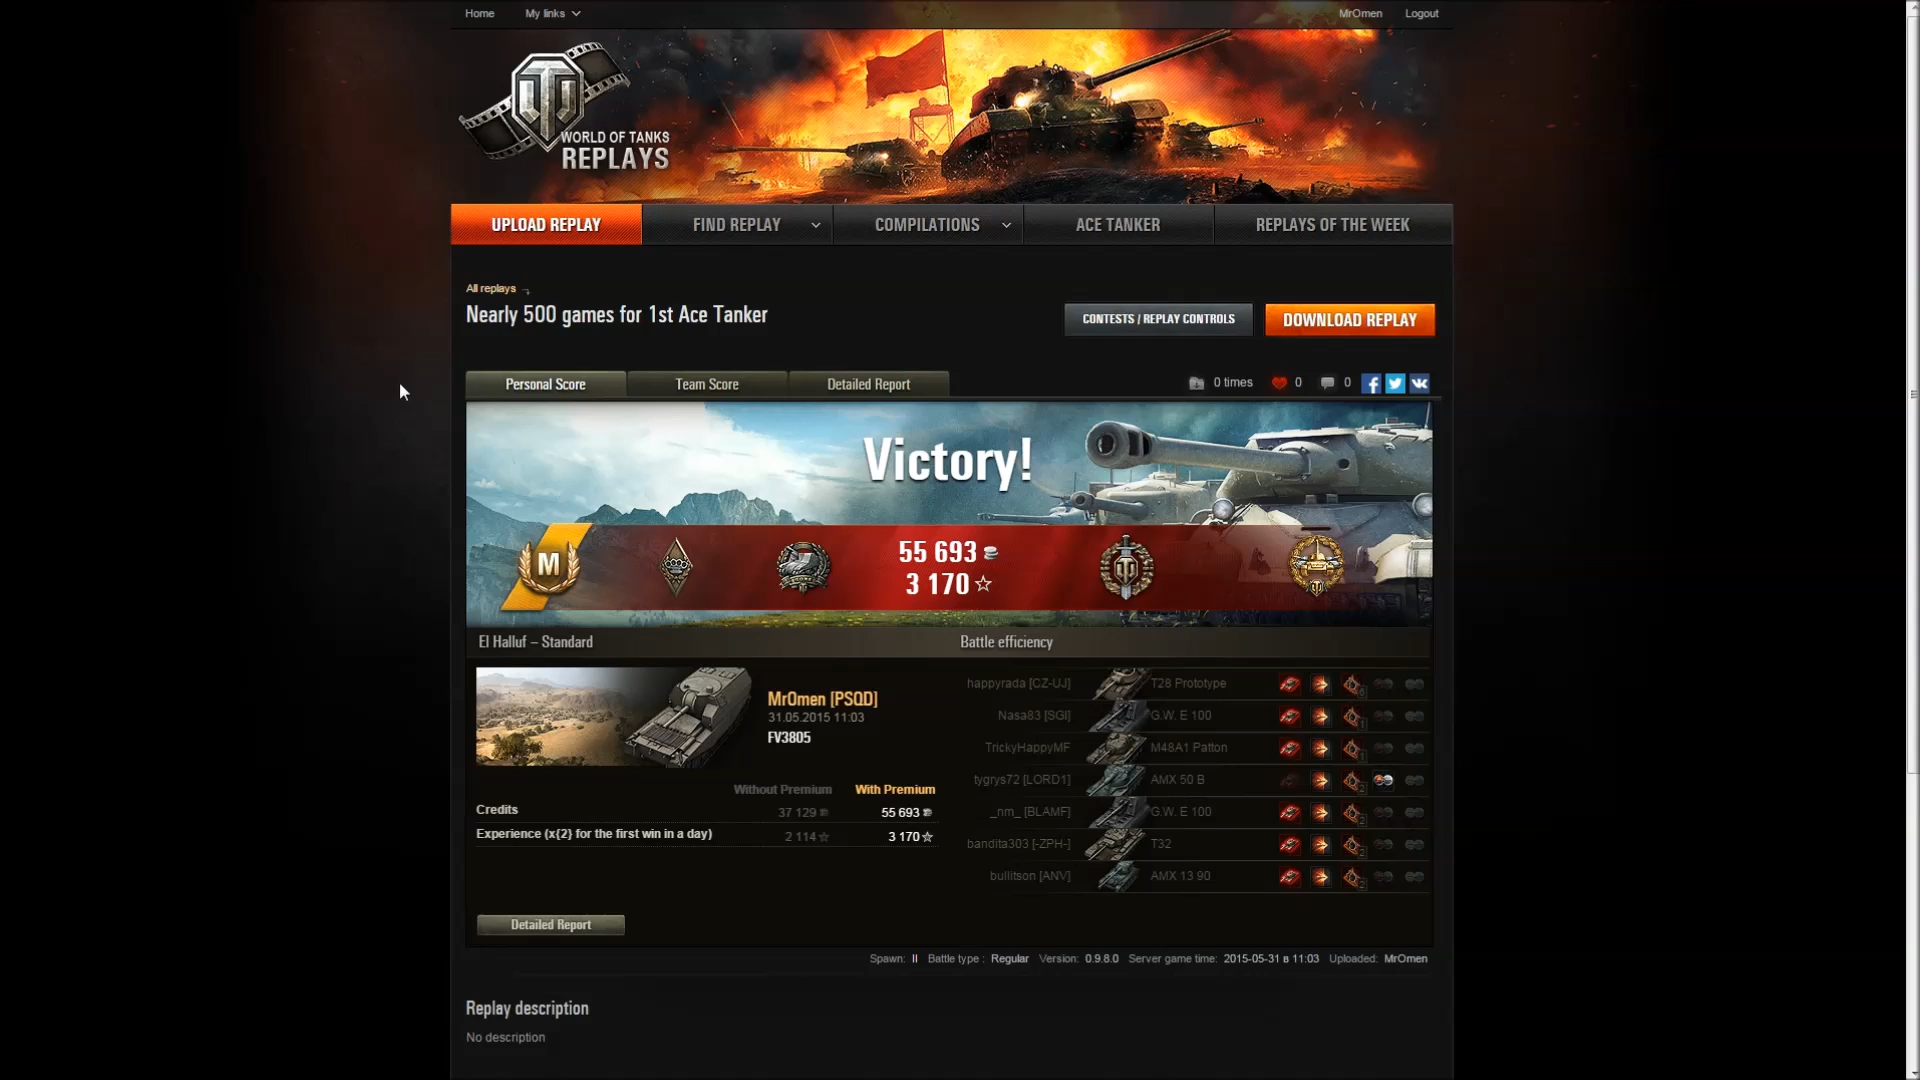 Home My links MrOmen Logout
WORLD OF TANKS
REPLAYS
UPLOAD REPLAY FIND REPLAY COMPILATIONS ACE TANKER REPLAYS OF THE WEEK
All replays
Nearly 500 games for 1st Ace Tanker
CONTESTS / REPLAY CONTROLS DOWNLOAD REPLAY
Personal Score Team Score Detailed Report 0 times 0 0
Victory!
M
55 693
3 170
El Halluf – Standard Battle efficiency
MrOmen [PSQD]
31.05.2015 11:03
FV3805
Without Premium With Premium
Credits 37 129 55 693
Experience (x{2} for the first win in a day) 2 114 3 170
happyrada [CZ-UJ] T28 Prototype 6
Nasa83 [SGI] G.W. E 100 1
TrickyHappyMF M48A1 Patton 1
tygrys72 [LORD1] AMX 50 B 2
_nm_ [BLAMF] G.W. E 100 2
bandita303 [-ZPH-] T32 2
bullitson [ANV] AMX 13 90 2
Detailed Report
Spawn: II Battle type : Regular Version: 0.9.8.0 Server game time: 2015-05-31 в 11:03 Uploaded: MrOmen
Replay description
No description